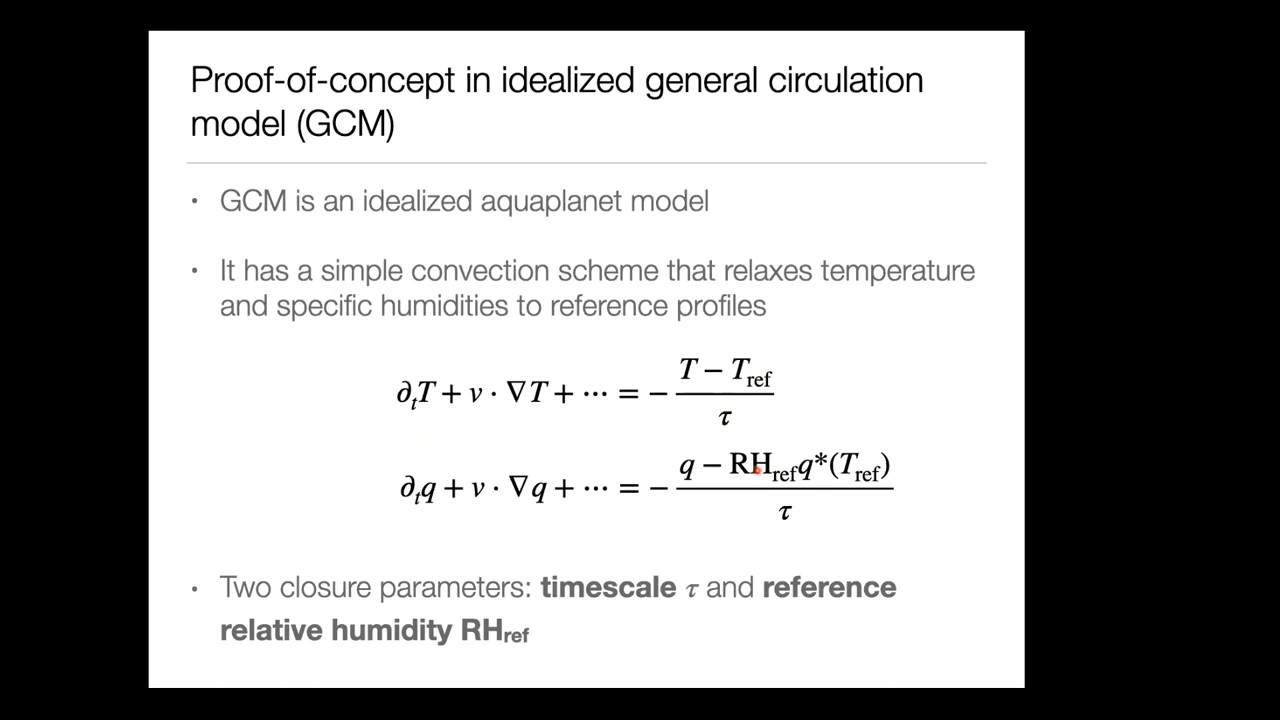 Proof-of-concept in idealized general circulation
model (GCM)
• GCM is an idealized aquaplanet model
• It has a simple convection scheme that relaxes temperature
and specific humidities to reference profiles
∂ₜT + v · ∇T + ··· = − (T − T_ref) / τ
∂ₜq + v · ∇q + ··· = − (q − RH_ref q*(T_ref)) / τ
• Two closure parameters: timescale τ and reference
relative humidity RH_ref